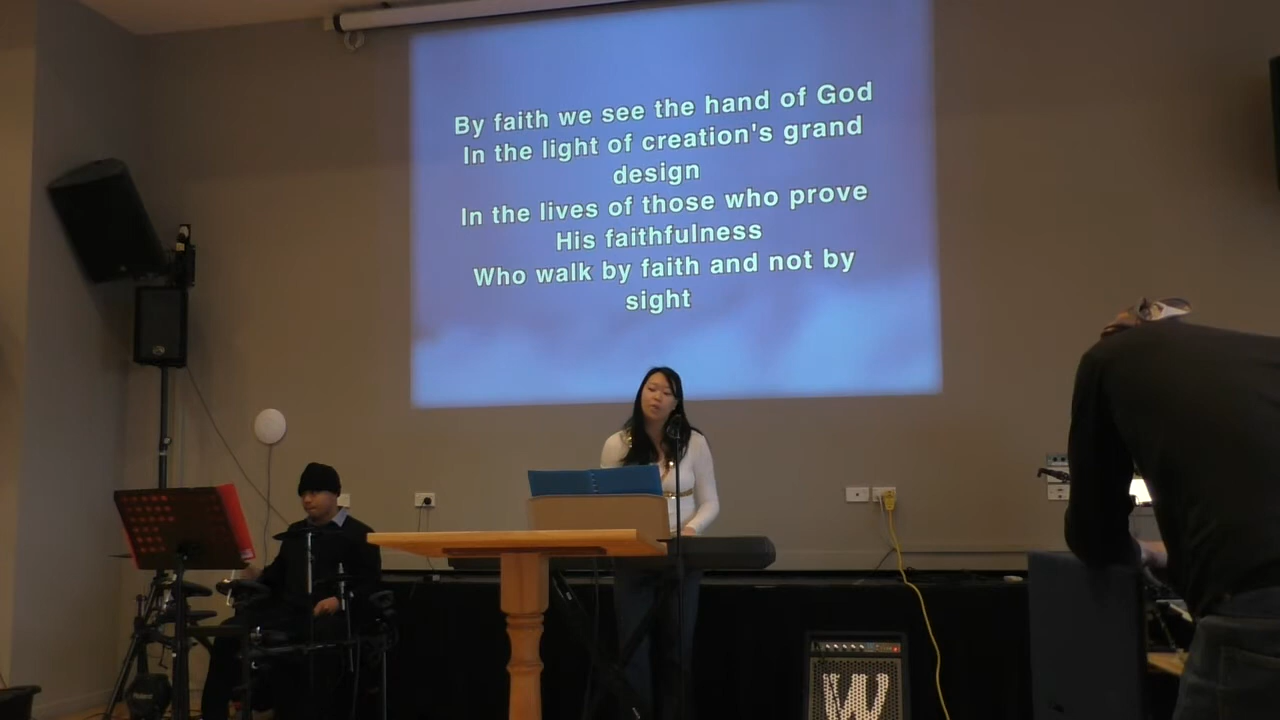 By faith we see the hand of God
In the light of creation's grand
design
In the lives of those who prove
His faithfulness
Who walk by faith and not by
sight
Roland
W